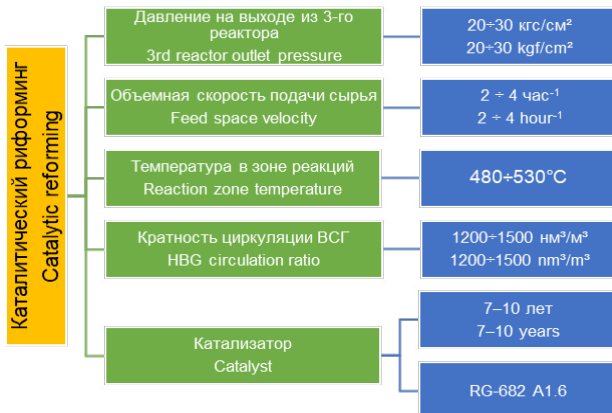 Каталитический риформинг
Catalytic reforming
Давление на выходе из 3-го
реактора
3rd reactor outlet pressure
20÷30 кгс/см²
20÷30 kgf/cm²
Объемная скорость подачи сырья
Feed space velocity
2 ÷ 4 час⁻¹
2 ÷ 4 hour⁻¹
Температура в зоне реакций
Reaction zone temperature
480÷530°C
Кратность циркуляции ВСГ
HBG circulation ratio
1200÷1500 нм³/м³
1200÷1500 nm³/m³
Катализатор
Catalyst
7–10 лет
7–10 years
RG-682 A1.6